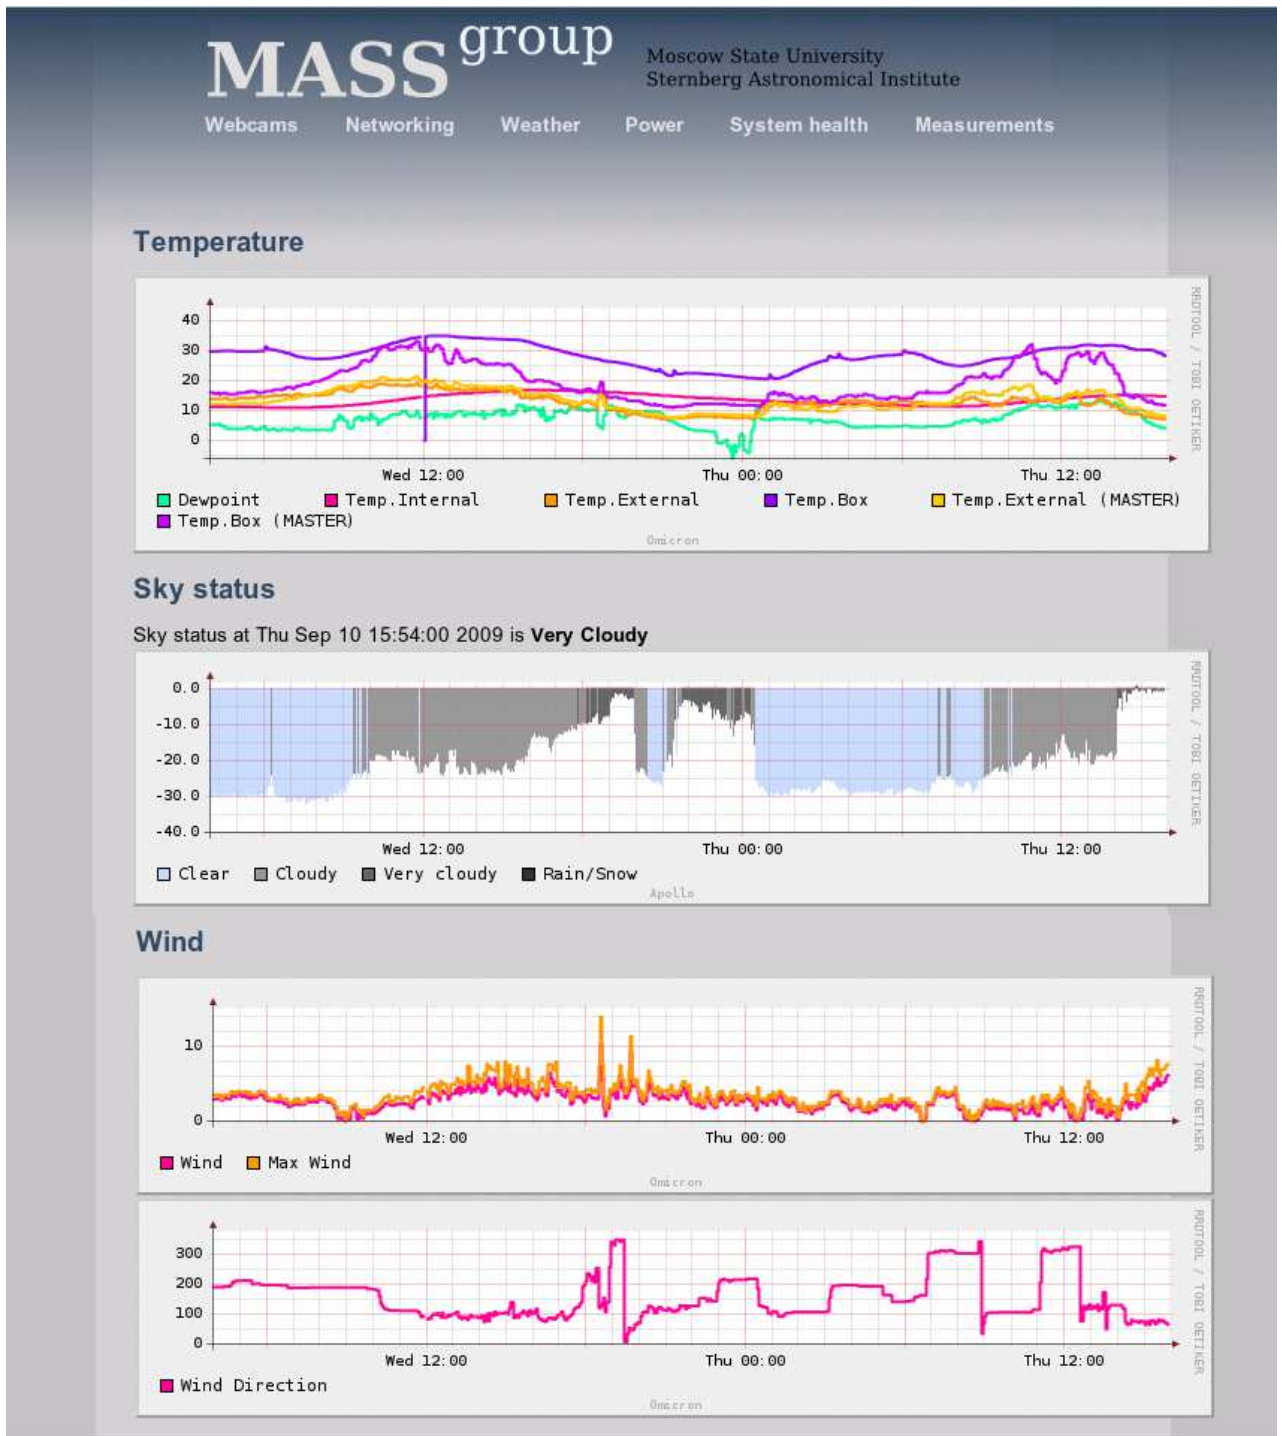 MASS group
Moscow State University
Sternberg Astronomical Institute
Webcams Networking Weather Power System health Measurements
Temperature
RRDTOOL / TOBI OETIKER
40
30
20
10
0
Wed 12:00 Thu 00:00 Thu 12:00
Dewpoint Temp.Internal Temp.External Temp.Box Temp.External (MASTER)
Temp.Box (MASTER)
Omicron
Sky status
Sky status at Thu Sep 10 15:54:00 2009 is Very Cloudy
RRDTOOL / TOBI OETIKER
0.0
-10.0
-20.0
-30.0
-40.0
Wed 12:00 Thu 00:00 Thu 12:00
Clear Cloudy Very cloudy Rain/Snow
Apollo
Wind
RRDTOOL / TOBI OETIKER
10
0
Wed 12:00 Thu 00:00 Thu 12:00
Wind Max Wind
Omicron
RRDTOOL / TOBI OETIKER
300
200
100
0
Wed 12:00 Thu 00:00 Thu 12:00
Wind Direction
Omicron